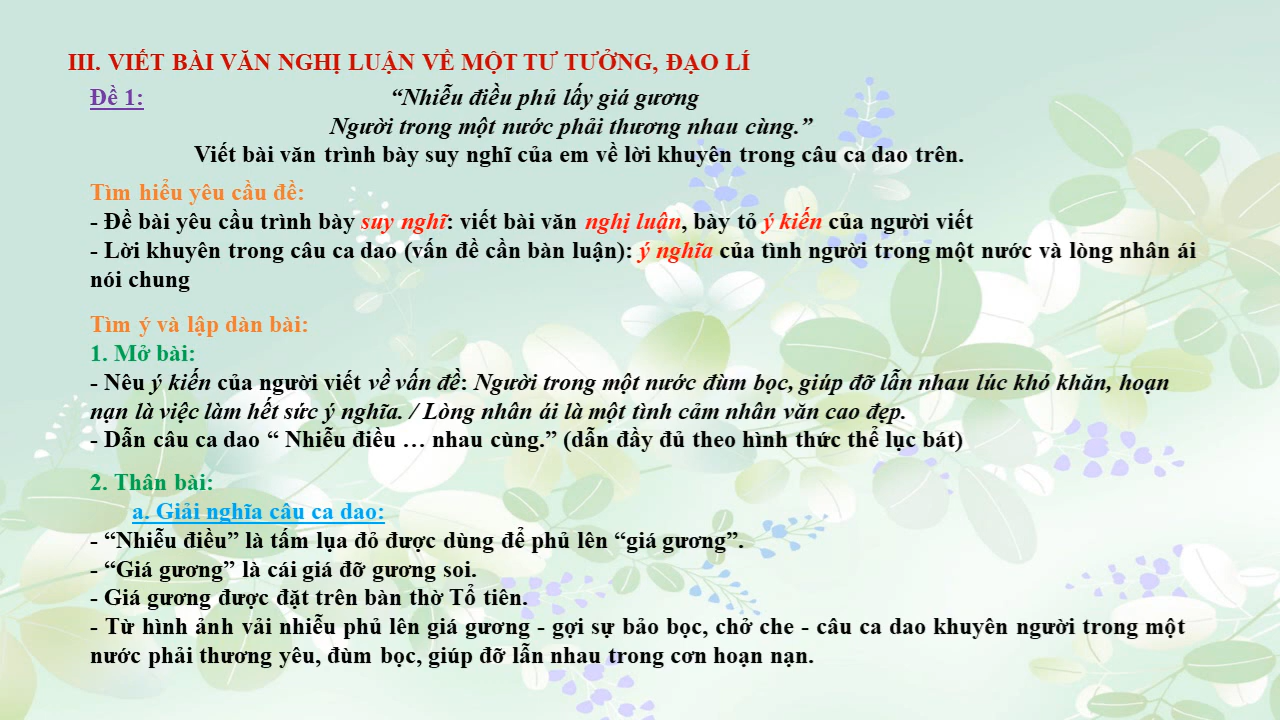 III. VIẾT BÀI VĂN NGHỊ LUẬN VỀ MỘT TƯ TƯỞNG, ĐẠO LÍ
Đề 1: “Nhiễu điều phủ lấy giá gương
Người trong một nước phải thương nhau cùng.”
Viết bài văn trình bày suy nghĩ của em về lời khuyên trong câu ca dao trên.
Tìm hiểu yêu cầu đề:
- Đề bài yêu cầu trình bày suy nghĩ: viết bài văn nghị luận, bày tỏ ý kiến của người viết
- Lời khuyên trong câu ca dao (vấn đề cần bàn luận): ý nghĩa của tình người trong một nước và lòng nhân ái
nói chung
Tìm ý và lập dàn bài:
1. Mở bài:
- Nêu ý kiến của người viết về vấn đề: Người trong một nước đùm bọc, giúp đỡ lẫn nhau lúc khó khăn, hoạn
nạn là việc làm hết sức ý nghĩa. / Lòng nhân ái là một tình cảm nhân văn cao đẹp.
- Dẫn câu ca dao “ Nhiễu điều … nhau cùng.” (dẫn đầy đủ theo hình thức thể lục bát)
2. Thân bài:
a. Giải nghĩa câu ca dao:
- “Nhiễu điều” là tấm lụa đỏ được dùng để phủ lên “giá gương”.
- “Giá gương” là cái giá đỡ gương soi.
- Giá gương được đặt trên bàn thờ Tổ tiên.
- Từ hình ảnh vải nhiễu phủ lên giá gương - gợi sự bảo bọc, chở che - câu ca dao khuyên người trong một
nước phải thương yêu, đùm bọc, giúp đỡ lẫn nhau trong cơn hoạn nạn.